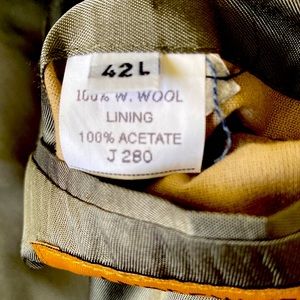 42L
100% W. WOOL
LINING
100% ACETATE
J 280